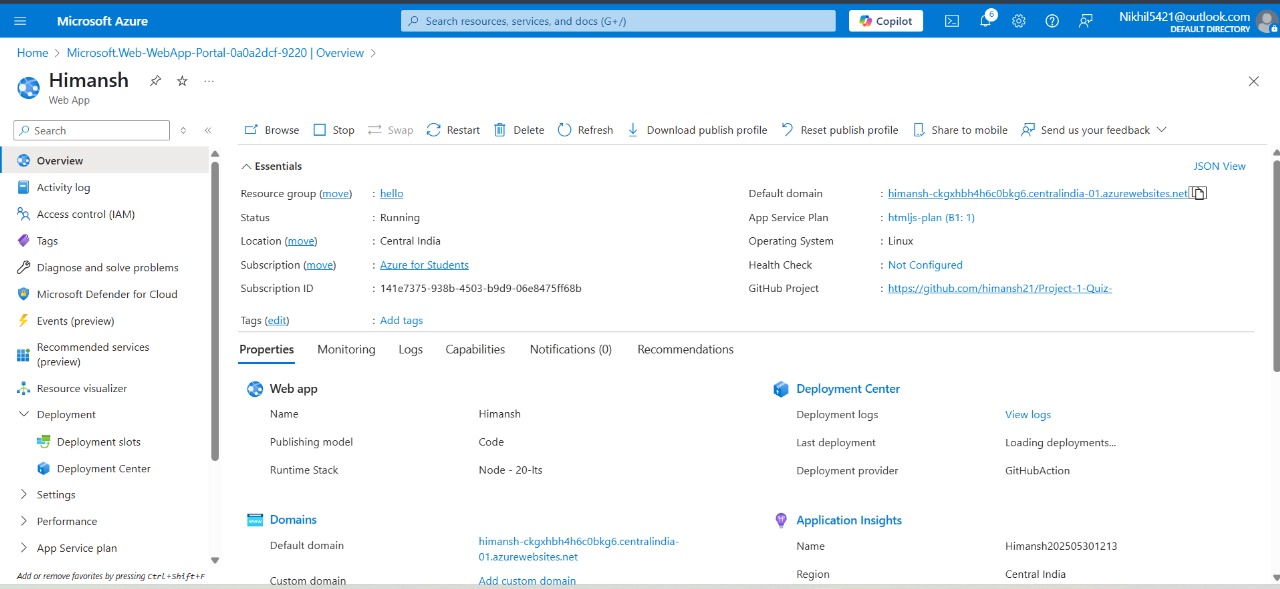 Microsoft Azure
Search resources, services, and docs (G+/)
Copilot
6
Nikhil5421@outlook.com
DEFAULT DIRECTORY
Home > Microsoft.Web-WebApp-Portal-0a0a2dcf-9220 | Overview >
Himansh
Web App
Search
Browse Stop Swap Restart Delete Refresh Download publish profile Reset publish profile Share to mobile Send us your feedback
Overview
Activity log
Access control (IAM)
Tags
Diagnose and solve problems
Microsoft Defender for Cloud
Events (preview)
Recommended services
(preview)
Resource visualizer
Deployment
Deployment slots
Deployment Center
Settings
Performance
App Service plan
Add or remove favorites by pressing Ctrl+Shift+F
Essentials
JSON View
Resource group (move) : hello
Status : Running
Location (move) : Central India
Subscription (move) : Azure for Students
Subscription ID : 141e7375-938b-4503-b9d9-06e8475ff68b
Tags (edit) : Add tags
Default domain : himansh-ckgxhbh4h6c0bkg6.centralindia-01.azurewebsites.net
App Service Plan : htmljs-plan (B1: 1)
Operating System : Linux
Health Check : Not Configured
GitHub Project : https://github.com/himansh21/Project-1-Quiz-
Properties Monitoring Logs Capabilities Notifications (0) Recommendations
Web app
Name Himansh
Publishing model Code
Runtime Stack Node - 20-lts
Domains
Default domain himansh-ckgxhbh4h6c0bkg6.centralindia-
01.azurewebsites.net
Custom domain Add custom domain
Deployment Center
Deployment logs View logs
Last deployment Loading deployments...
Deployment provider GitHubAction
Application Insights
Name Himansh202505301213
Region Central India